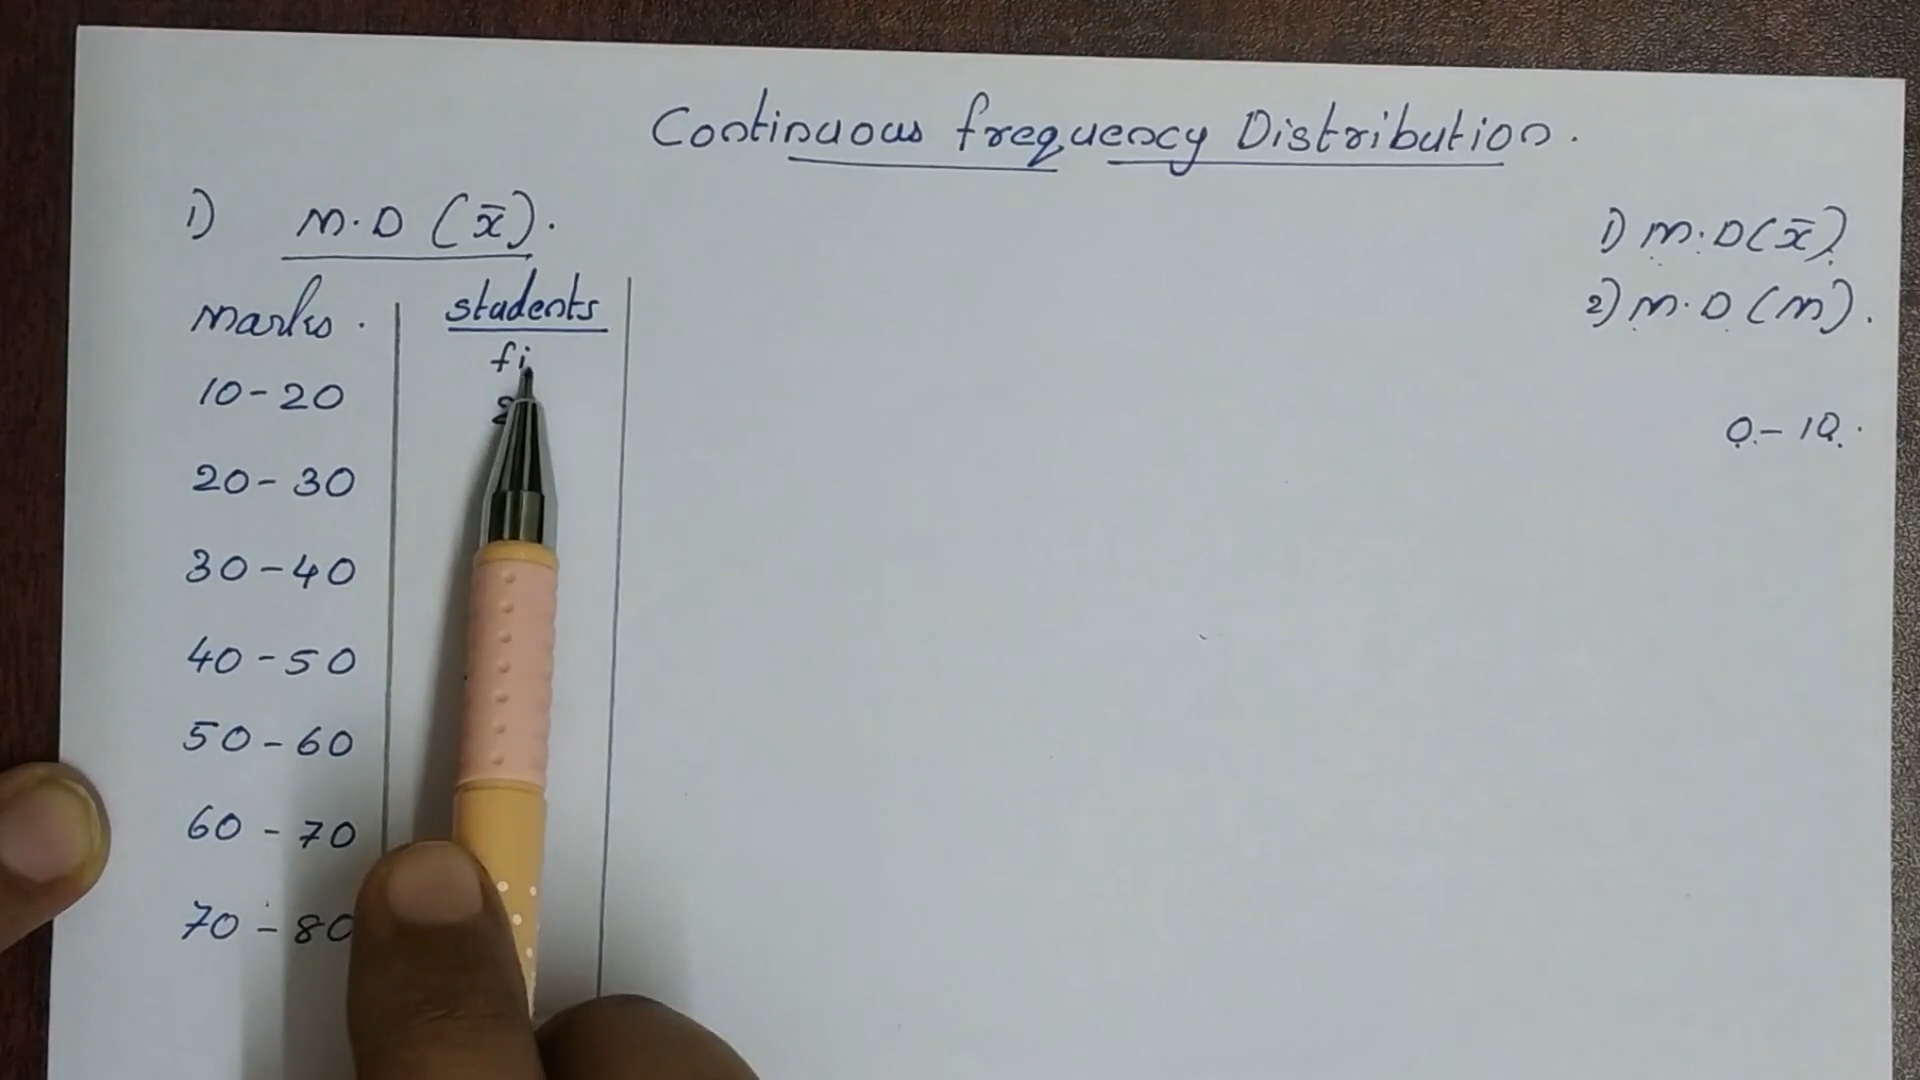 Continuous frequency Distribution.
1) M.D (x̄).
1) M.D(x̄)
2) M.D (M).
Marks. students
fi
10-20
0-10.
20-30
30-40
40-50
50-60
60-70
70-80